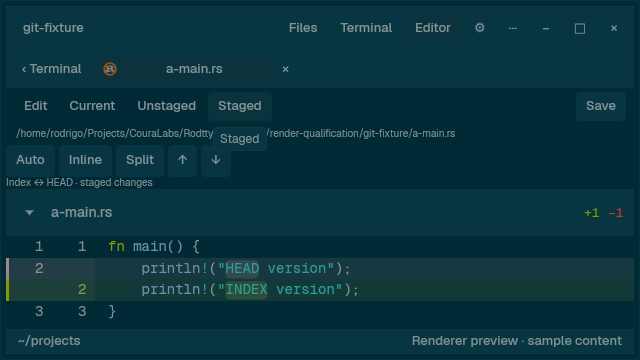 git-fixture Files Terminal Editor ⚙ ··· – □ ×
‹ Terminal a-main.rs ×
Edit Current Unstaged Staged Save
/home/rodrigo/Projects/CouraLabs/Rodtty /render-qualification/git-fixture/a-main.rs
Staged
Auto Inline Split ↑ ↓
Index ↔ HEAD · staged changes
a-main.rs +1 −1
1 1 fn main() {
2 println!("HEAD version");
2 println!("INDEX version");
3 3 }
~/projects Renderer preview · sample content